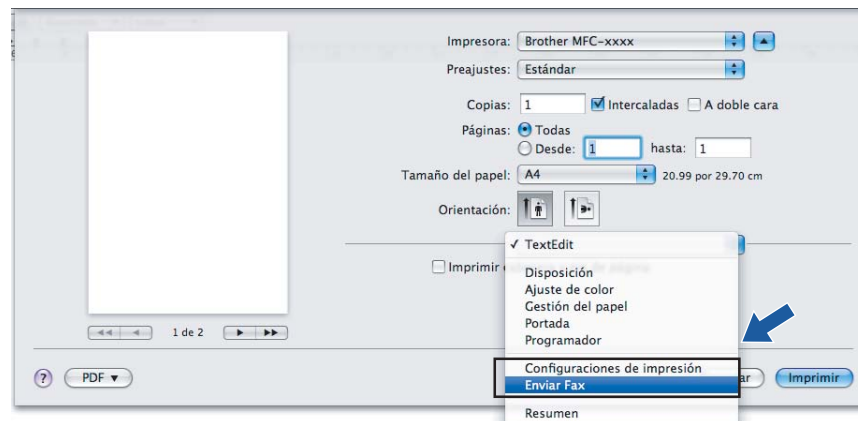 Impresora: Brother MFC-xxxx
Preajustes: Estándar
Copias: 1 Intercaladas A doble cara
Páginas: Todas
Desde: 1 hasta: 1
Tamaño del papel: A4 20.99 por 29.70 cm
Orientación:
TextEdit
Imprimir
Disposición
Ajuste de color
Gestión del papel
Portada
Programador
1 de 2
Configuraciones de impresión
Enviar Fax
Resumen
? PDF ar Imprimir